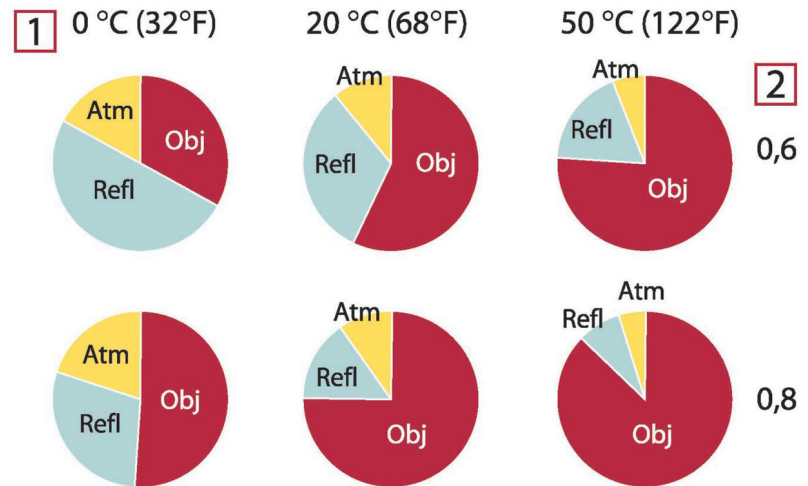 1 0 °C (32°F) 20 °C (68°F) 50 °C (122°F)
2
Atm Obj Refl
Atm Refl Obj
Atm Refl Obj
0,6
Atm Obj Refl
Atm Refl Obj
Atm Refl Obj
0,8